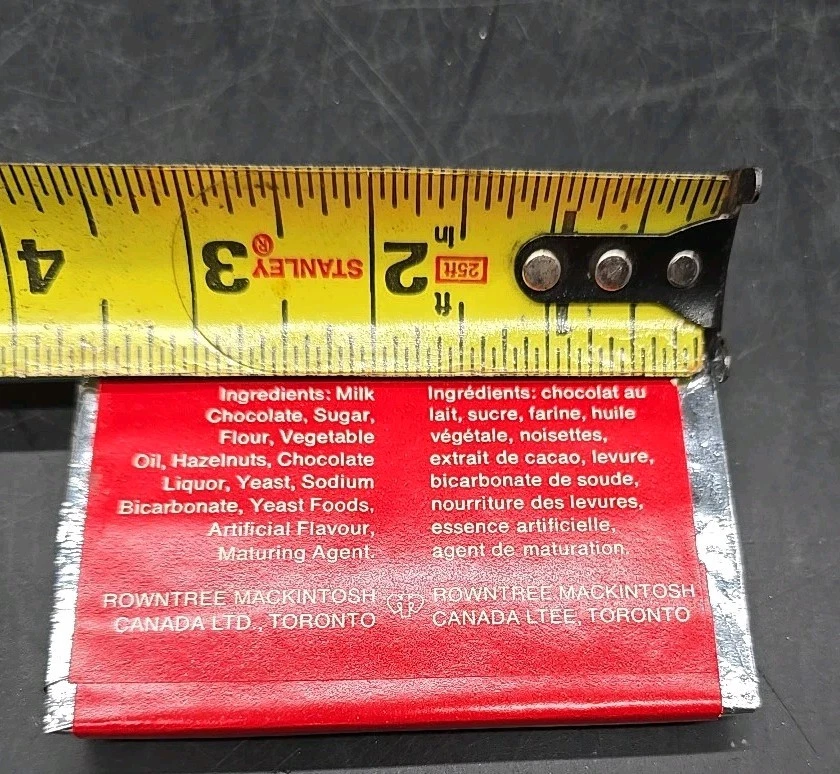 4
3
STANLEY ®
2
in
25ft
ft
Ingredients: Milk
Chocolate, Sugar,
Flour, Vegetable
Oil, Hazelnuts, Chocolate
Liquor, Yeast, Sodium
Bicarbonate, Yeast Foods,
Artificial Flavour,
Maturing Agent.
ROWNTREE MACKINTOSH
CANADA LTD., TORONTO
Ingrédients: chocolat au
lait, sucre, farine, huile
végétale, noisettes,
extrait de cacao, levure,
bicarbonate de soude,
nourriture des levures,
essence artificielle,
agent de maturation.
ROWNTREE MACKINTOSH
CANADA LTÉE, TORONTO